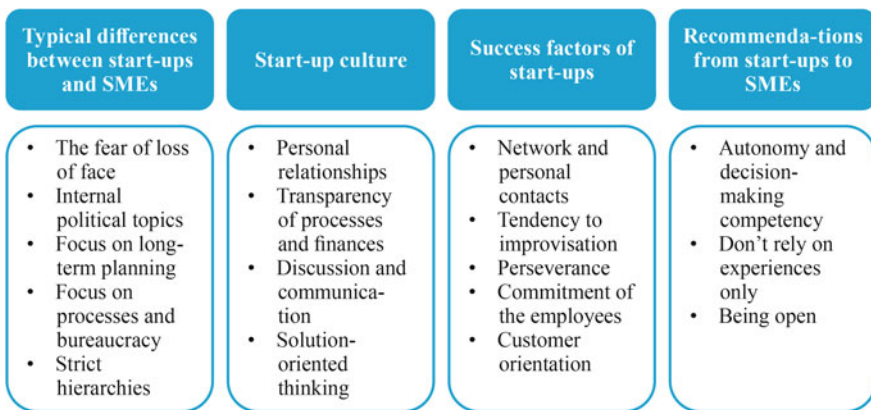 Typical differences
between start-ups
and SMEs
• The fear of loss
of face
• Internal
political topics
• Focus on long-
term planning
• Focus on
processes and
bureaucracy
• Strict
hierarchies
Start-up culture
• Personal
relationships
• Transparency
of processes
and finances
• Discussion and
communica-
tion
• Solution-
oriented
thinking
Success factors of
start-ups
• Network and
personal
contacts
• Tendency to
improvisation
• Perseverance
• Commitment of
the employees
• Customer
orientation
Recommenda-tions
from start-ups to
SMEs
• Autonomy and
decision-
making
competency
• Don’t rely on
experiences
only
• Being open